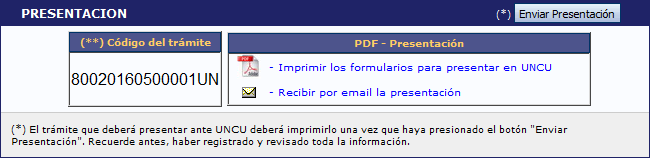 PRESENTACION (*) Enviar Presentación
(**) Código del trámite
80020160500001UN
PDF - Presentación
PDF
- Imprimir los formularios para presentar en UNCU
- Recibir por email la presentación
(*) El trámite que deberá presentar ante UNCU deberá imprimirlo una vez que haya presionado el botón "Enviar
Presentación". Recuerde antes, haber registrado y revisado toda la información.